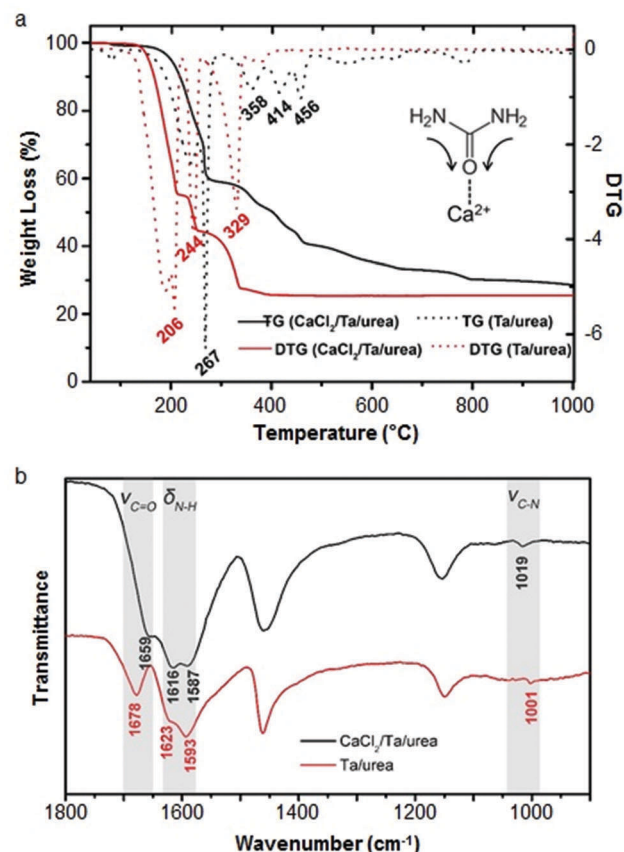 a
100
80
60
40
20
0
Weight Loss (%)
0
-2
-4
-6
DTG
358
414
456
244
329
206
267
H₂N NH₂
O
Ca²⁺
TG (CaCl₂/Ta/urea) TG (Ta/urea)
DTG (CaCl₂/Ta/urea) DTG (Ta/urea)
200 400 600 800 1000
Temperature (°C)
b
ν_C=O δ_N-H ν_C-N
1659
1616
1587
1019
1678
1623
1593
1001
Transmittance
CaCl₂/Ta/urea
Ta/urea
1800 1600 1400 1200 1000
Wavenumber (cm⁻¹)